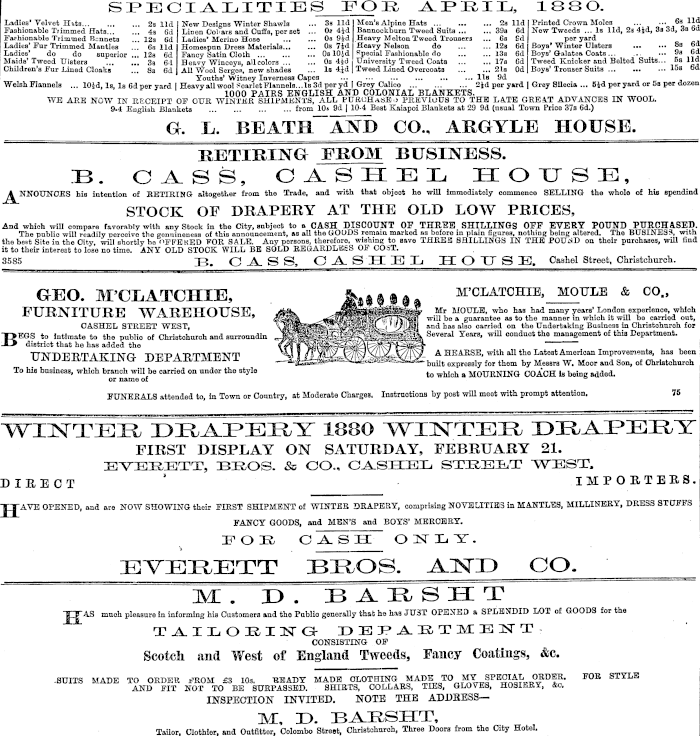 SPECIALITIES FOR APRIL, 1880.
Ladies' Velvet Hats... ... ... 2s 11d | New Designs Winter Shawls ... 3s 11d | Men's Alpine Hats ... ... ... 2s 11d | Printed Crown Moles ... ... 6s 11d
Fashionable Trimmed Hats... ... 4s 6d | Linen Collars and Cuffs, per set ... 0s 4½d | Bannockburn Tweed Suits ... ... 39s 6d | New Tweeds ... 1s 11d, 2s 4½d, 3s 3d, 3s 6d
Fashionable Trimmed Bonnets ... 12s 6d | Ladies' Merino Hose ... ... 0s 9½d | Heavy Melton Tweed Trousers 6s 2d | per yard
Ladies' Fur Trimmed Mantles ... 6s 11d | Homespun Dress Materials... ... 0s 7½d | Heavy Nelson do ... 12s 6d | Boys' Winter Ulsters ... ... 8s 6d
Ladies' do do superior ... 12s 6d | Fancy Satin Cloth ... ... 0s 10½d | Special Fashionable do ... 13s 6d | Boys' Galatea Coats... ... ... 9s 6d
Maids' Tweed Ulsters ... ... 3s 6d | Heavy Winceys, all colors ... ... 0s 4½d | University Tweed Coats ... 17s 6d | Tweed Knicker and Belted Suits... 5s 11d
Children's Fur Lined Cloaks ... 8s 6d | All Wool Serges, new shades ... 1s 4½d | Tweed Lined Overcoats ... 21s 0d | Boys' Trouser Suits ... ... 15s 6d
Youths' Witney Inverness Capes ... ... ... 11s 9d
Welsh Flannels ... 10½d, 1s, 1s 6d per yard | Heavy all wool Scarlet Flannels...1s 3d per yd | Grey Calico ... ... 2½d per yard | Grey Silecia ... 5½d per yard or 5s per dozen
1000 PAIRS ENGLISH AND COLONIAL BLANKETS.
WE ARE NOW IN RECEIPT OF OUR WINTER SHIPMENTS, ALL PURCHASED PREVIOUS TO THE LATE GREAT ADVANCES IN WOOL.
9-4 English Blankets ... ... ... ... from 10s 9d | 10-4 Best Kaiapoi Blankets at 29 9d (usual Town Price 37s 6d.)
G. L. BEATH AND CO., ARGYLE HOUSE.
RETIRING FROM BUSINESS.
B. CASS, CASHEL HOUSE,
ANNOUNCES his intention of RETIRING altogether from the Trade, and with that object he will immediately commence SELLING the whole of his spendind
STOCK OF DRAPERY AT THE OLD LOW PRICES,
And which will compare favorably with any Stock in the City, subject to a CASH DISCOUNT OF THREE SHILLINGS OFF EVERY POUND PURCHASED.
The public will readily perceive the genuineness of this announcement, as all the GOODS remain marked as before in plain figures, nothing being altered. The BUSINESS, with
the best Site in the City, will shortly be OFFERED FOR SALE. Any persons, therefore, wishing to save THREE SHILLINGS IN THE POUND on their purchases, will find
it to their interest to lose no time. ANY OLD STOCK WILL BE SOLD REGARDLESS OF COST.
3585 B. CASS, CASHEL HOUSE, Cashel Street, Christchurch.
GEO. M'CLATCHIE,
FURNITURE WAREHOUSE,
CASHEL STREET WEST,
BEGS to Intimate to the public of Christchurch and surroundin
district that he has added the
UNDERTAKING DEPARTMENT
To his business, which branch will be carried on under the style
or name of
M'CLATCHIE, MOULE & CO.,
Mr MOULE, who has had many years' London experience, which
will be a guarantee as to the manner in which it will be carried out,
and has also carried on the Undertaking Business in Christchurch for
Several Years, will conduct the management of this Department.
A HEARSE, with all the Latest American Improvements, has been
built expressly for them by Messrs W. Moor and Son, of Christchurch
to which a MOURNING COACH is being added.
FUNERALS attended to, in Town or Country, at Moderate Charges. Instructions by post will meet with prompt attention. 75
WINTER DRAPERY 1880 WINTER DRAPERY
FIRST DISPLAY ON SATURDAY, FEBRUARY 21.
EVERETT, BROS. & CO., CASHEL STREET WEST.
DIRECT IMPORTERS.
HAVE OPENED, and are NOW SHOWING their FIRST SHIPMENT of WINTER DRAPERY, comprising NOVELITIES in MANTLES, MILLINERY, DRESS STUFFS
FANCY GOODS, and MEN'S and BOYS' MERCERY.
FOR CASH ONLY.
EVERETT BROS. AND CO.
M. D. BARSHT
HAS much pleasure in informing his Customers and the Public generally that he has JUST OPENED a SPLENDID LOT of GOODS for the
TAILORING DEPARTMENT.
CONSISTING OF
Scotch and West of England Tweeds, Fancy Coatings, &c.
SUITS MADE TO ORDER FROM £3 10s. READY MADE CLOTHING MADE TO MY SPECIAL ORDER. FOR STYLE
AND FIT NOT TO BE SURPASSED. SHIRTS, COLLARS, TIES, GLOVES, HOSIERY, &c.
INSPECTION INVITED. NOTE THE ADDRESS—
M. D. BARSHT,
Tailor, Clothier, and Outfitter, Colombo Street, Christchurch, Three Doors from the City Hotel.